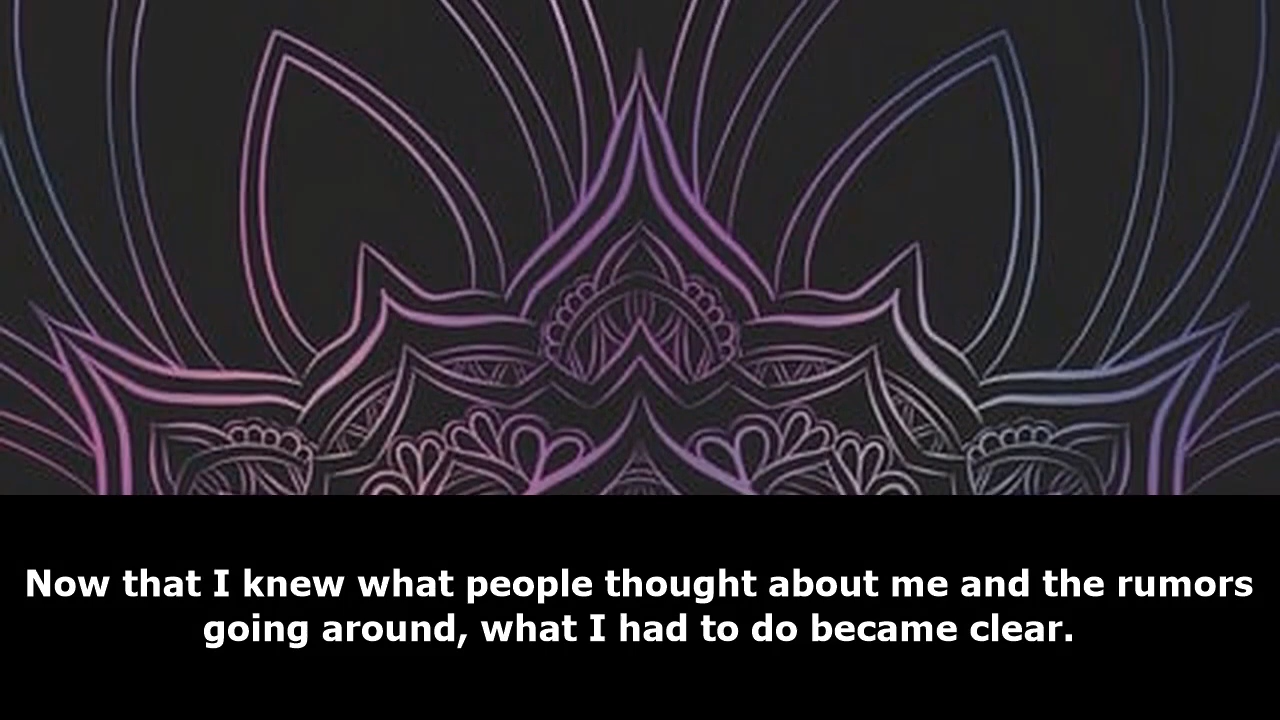 Now that I knew what people thought about me and the rumors
going around, what I had to do became clear.